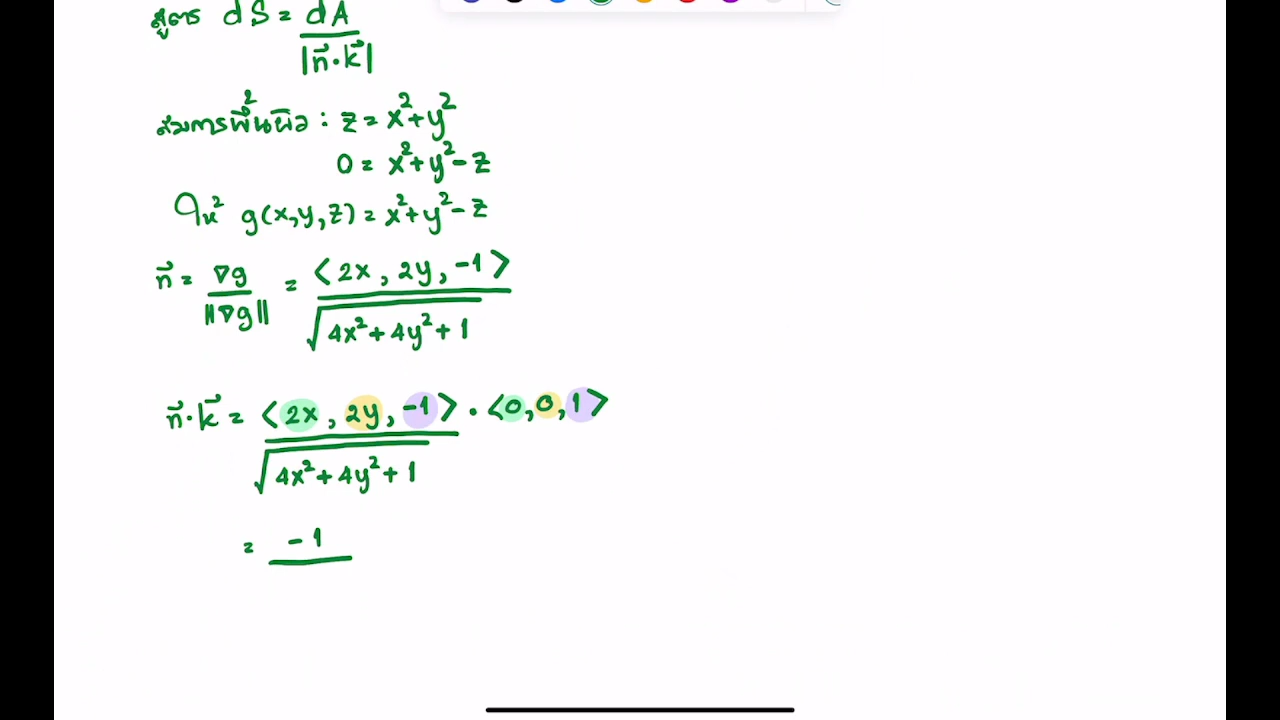 สูตร dS = dA / |n⃗·k⃗|
สมการพื้นผิว : z = x² + y²
0 = x² + y² - z
ให้ g(x,y,z) = x² + y² - z
n⃗ = ∇g / ‖∇g‖ = <2x, 2y, -1> / √(4x² + 4y² + 1)
n⃗·k⃗ = <2x, 2y, -1> / √(4x² + 4y² + 1) · <0,0,1>
= -1